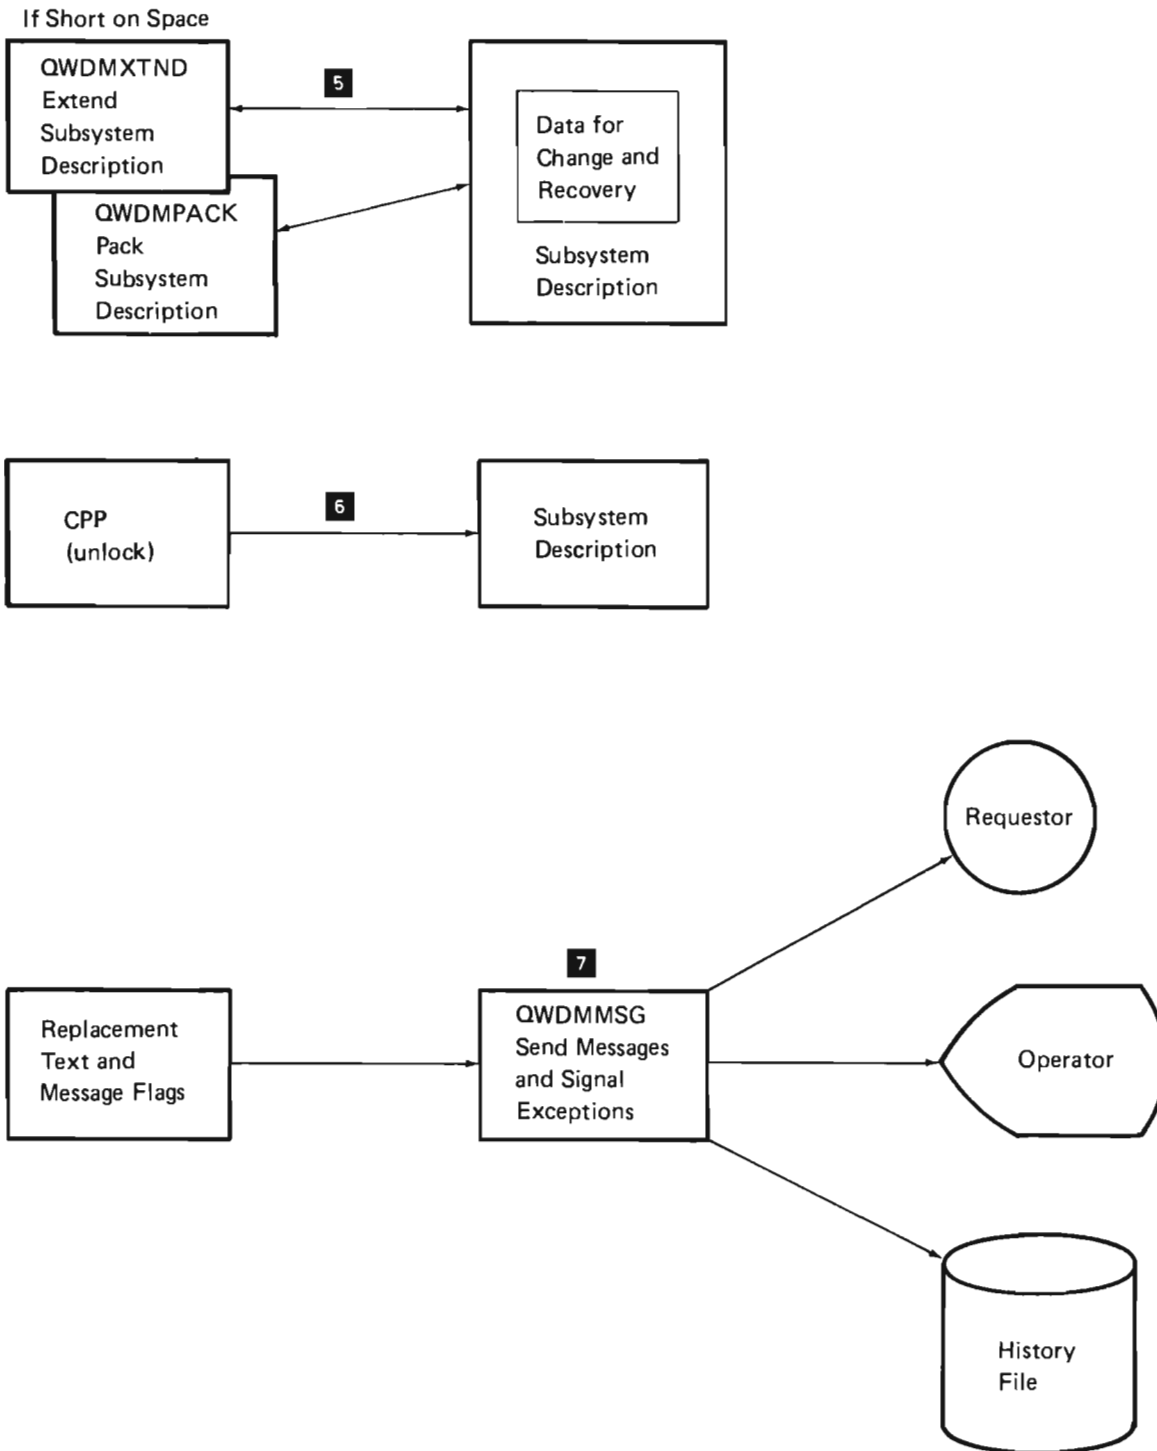 If Short on Space
QWDMXTND
Extend
Subsystem
Description
5
QWDMPACK
Pack
Subsystem
Description
Data for
Change and
Recovery
Subsystem
Description
CPP
(unlock)
6
Subsystem
Description
Requestor
7
Replacement
Text and
Message Flags
QWDMMSG
Send Messages
and Signal
Exceptions
Operator
History
File